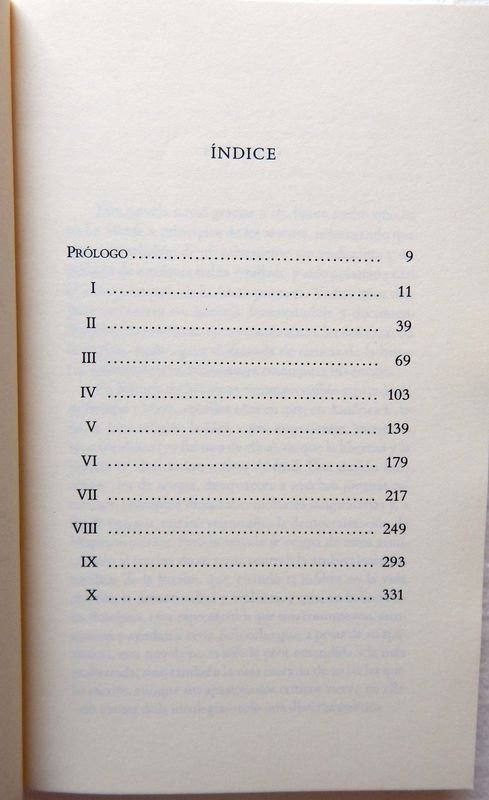 ÍNDICE
PRÓLOGO ........................................ 9
I ............................................ 11
II ............................................ 39
III ............................................ 69
IV ............................................ 103
V ............................................ 139
VI ............................................ 179
VII ............................................ 217
VIII ............................................ 249
IX ............................................ 293
X ............................................ 331